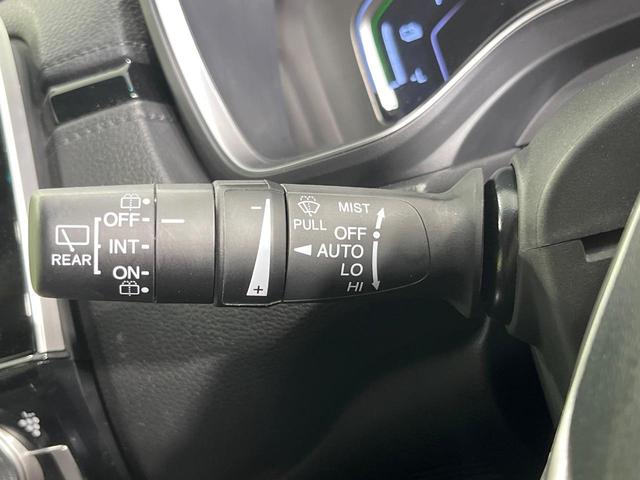 REAR
OFF
INT
ON
-
+
PULL
MIST
OFF
AUTO
LO
HI